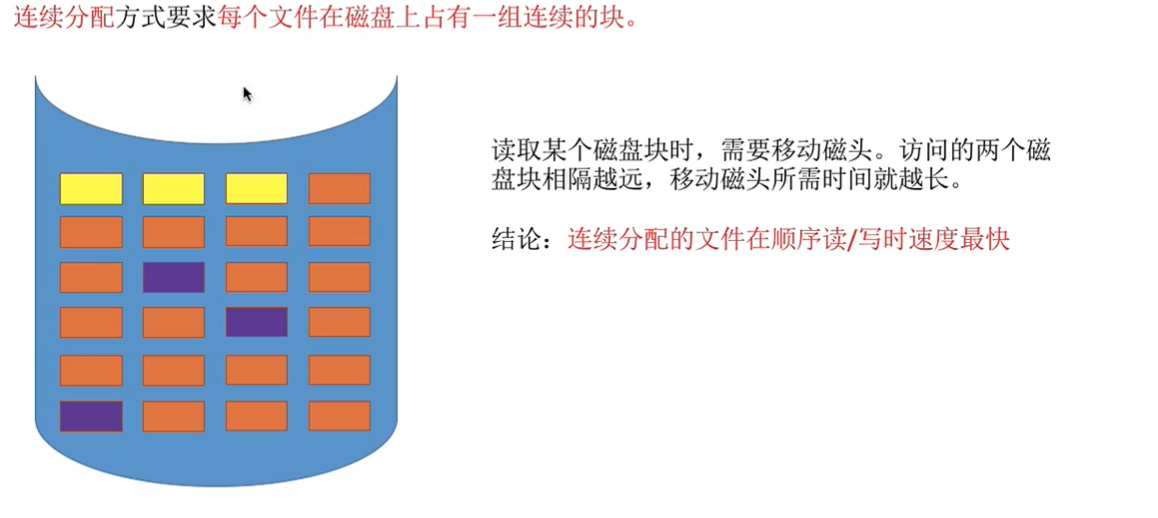 连续分配方式要求每个文件在磁盘上占有一组连续的块。
读取某个磁盘块时，需要移动磁头。访问的两个磁
盘块相隔越远，移动磁头所需时间就越长。
结论：连续分配的文件在顺序读/写时速度最快